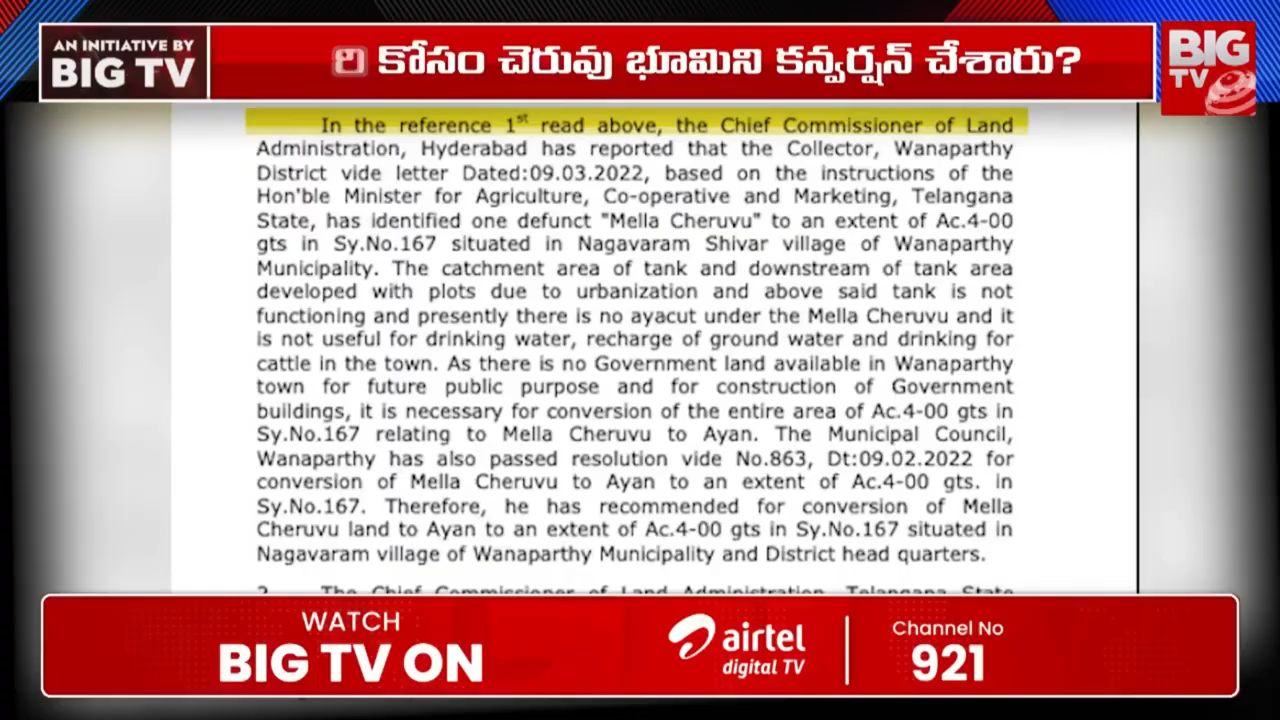 AN INITIATIVE BY
BIG TV
రి కోసం చెరువు భూమిని కన్వర్షన్ చేశారు?
BIG
TV
In the reference 1st read above, the Chief Commissioner of Land
Administration, Hyderabad has reported that the Collector, Wanaparthy
District vide letter Dated:09.03.2022, based on the instructions of the
Hon'ble Minister for Agriculture, Co-operative and Marketing, Telangana
State, has identified one defunct "Mella Cheruvu" to an extent of Ac.4-00
gts in Sy.No.167 situated in Nagavaram Shivar village of Wanaparthy
Municipality. The catchment area of tank and downstream of tank area
developed with plots due to urbanization and above said tank is not
functioning and presently there is no ayacut under the Mella Cheruvu and it
is not useful for drinking water, recharge of ground water and drinking for
cattle in the town. As there is no Government land available in Wanaparthy
town for future public purpose and for construction of Government
buildings, it is necessary for conversion of the entire area of Ac.4-00 gts in
Sy.No.167 relating to Mella Cheruvu to Ayan. The Municipal Council,
Wanaparthy has also passed resolution vide No.863, Dt:09.02.2022 for
conversion of Mella Cheruvu to Ayan to an extent of Ac.4-00 gts. in
Sy.No.167. Therefore, he has recommended for conversion of Mella
Cheruvu land to Ayan to an extent of Ac.4-00 gts in Sy.No.167 situated in
Nagavaram village of Wanaparthy Municipality and District head quarters.
The Chief Commissioner of Land Administration, Telangana State
WATCH
BIG TV ON
airtel
digital TV
Channel No
921